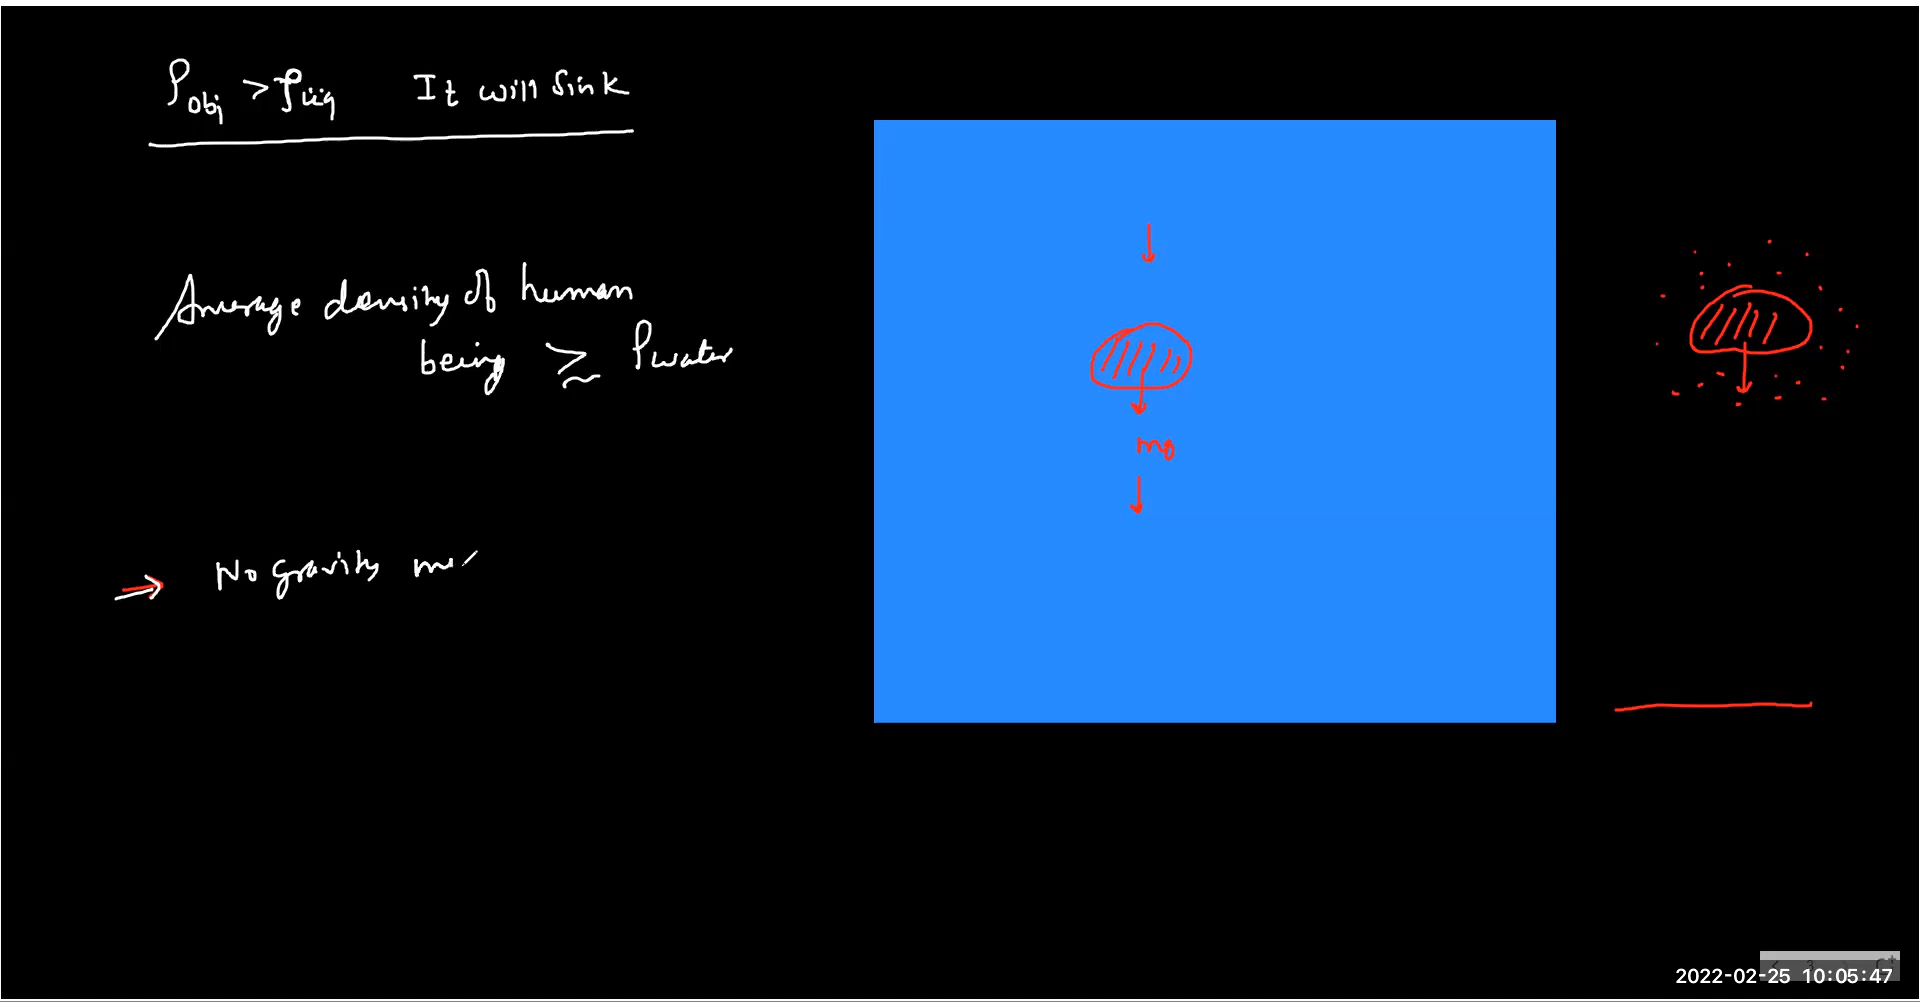 ρobj > ρliq It will sink
Average density of human
being ≳ ρwater
⇒ No gravity me
mg
2022-02-25 10:05:47